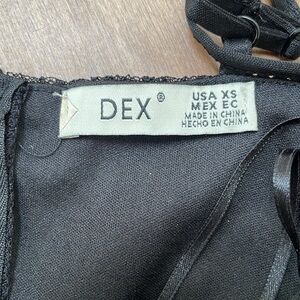 DEX®
USA XS
MEX EC
MADE IN CHINA
HECHO EN CHINA